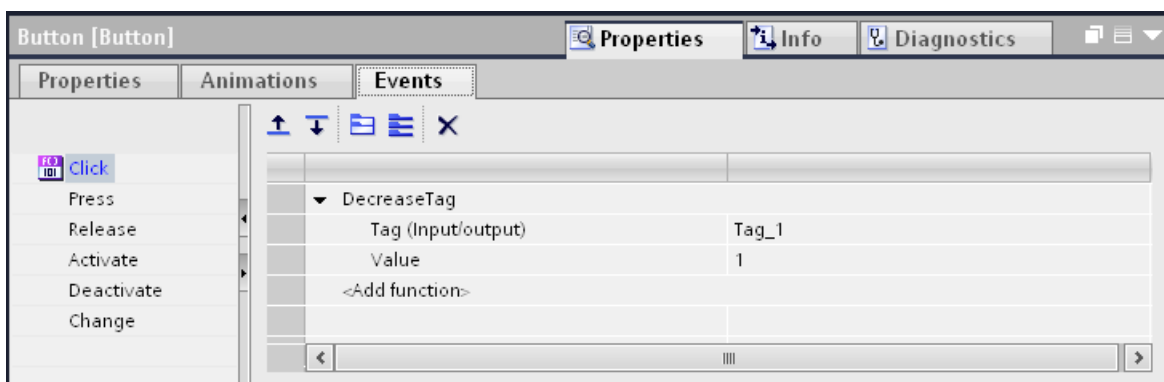 Button [Button]
Properties
Info
Diagnostics
Properties
Animations
Events
Click
Press
Release
Activate
Deactivate
Change
DecreaseTag
Tag (Input/output) Tag_1
Value 1
<Add function>